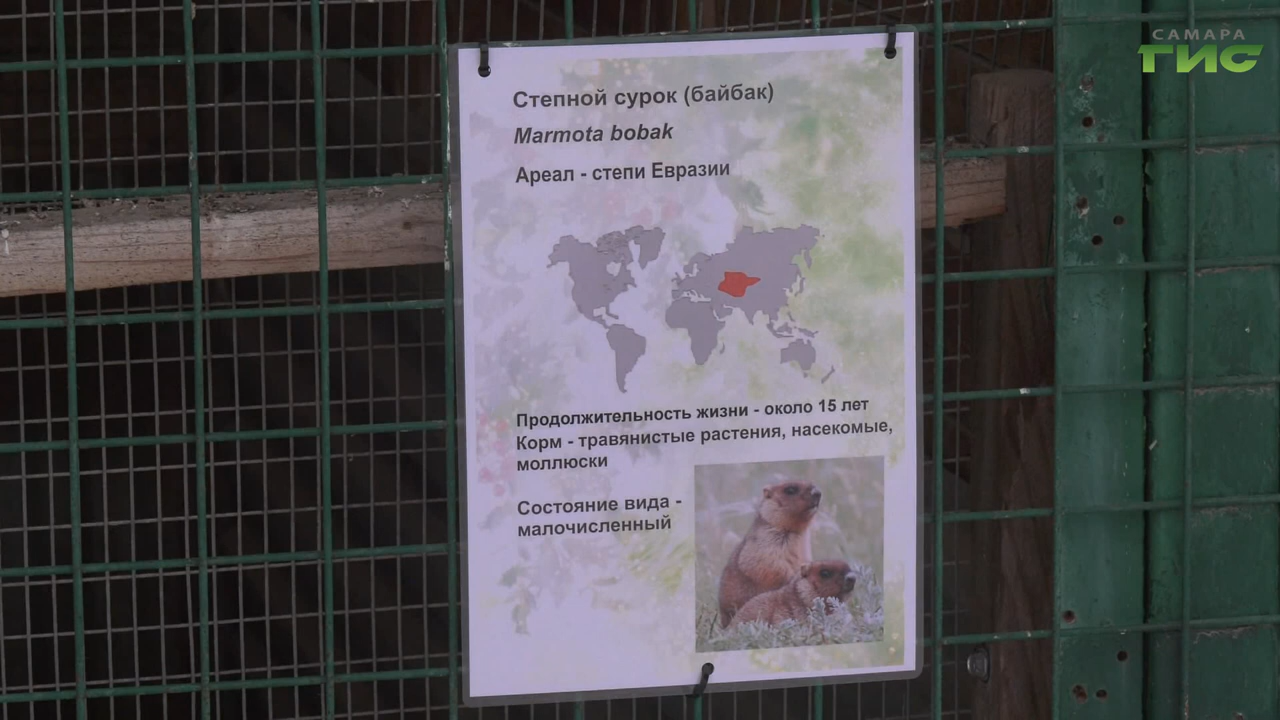 САМАРА
ГИС
Степной сурок (байбак)
Marmota bobak
Ареал - степи Евразии
Продолжительность жизни - около 15 лет
Корм - травянистые растения, насекомые,
моллюски
Состояние вида -
малочисленный